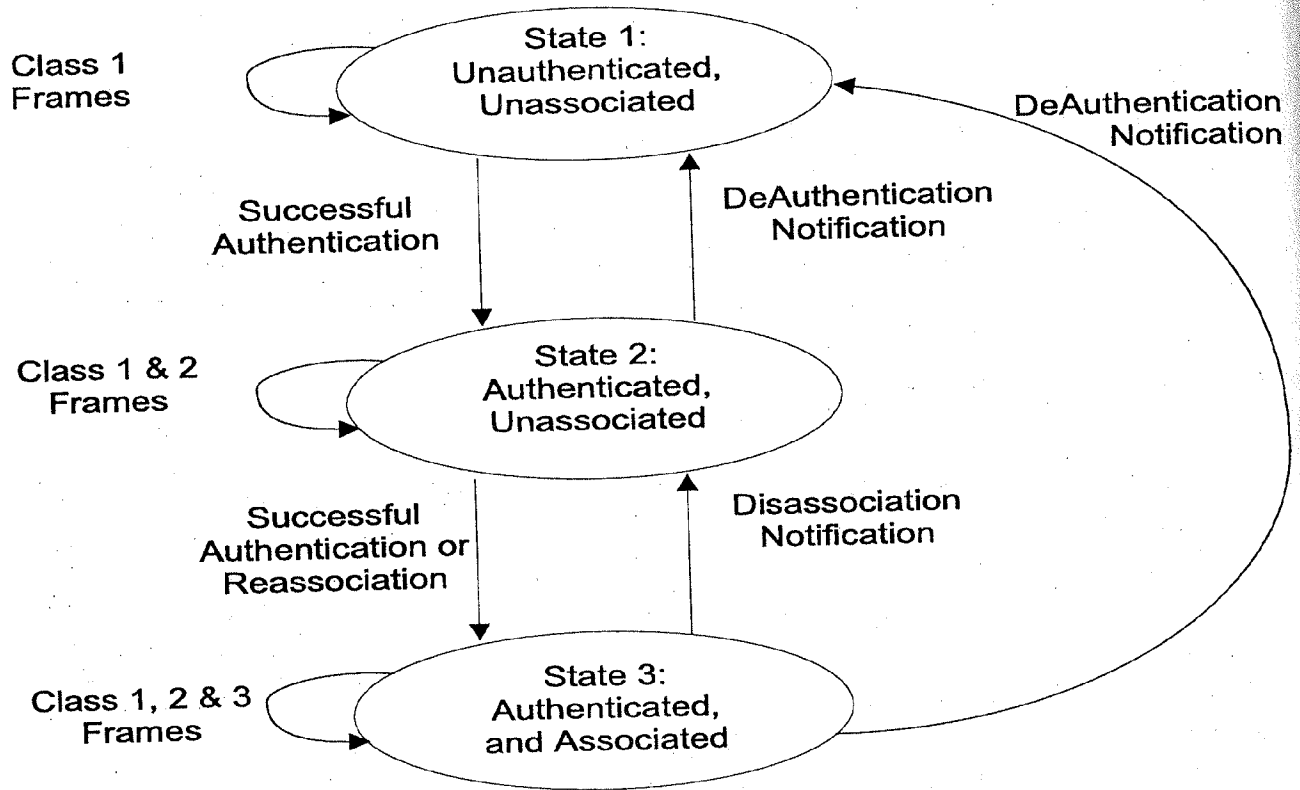 State 1:
Unauthenticated,
Unassociated
Class 1
Frames
DeAuthentication
Notification
Successful
Authentication
DeAuthentication
Notification
State 2:
Authenticated,
Unassociated
Class 1 & 2
Frames
Successful
Authentication or
Reassociation
Disassociation
Notification
State 3:
Authenticated,
and Associated
Class 1, 2 & 3
Frames